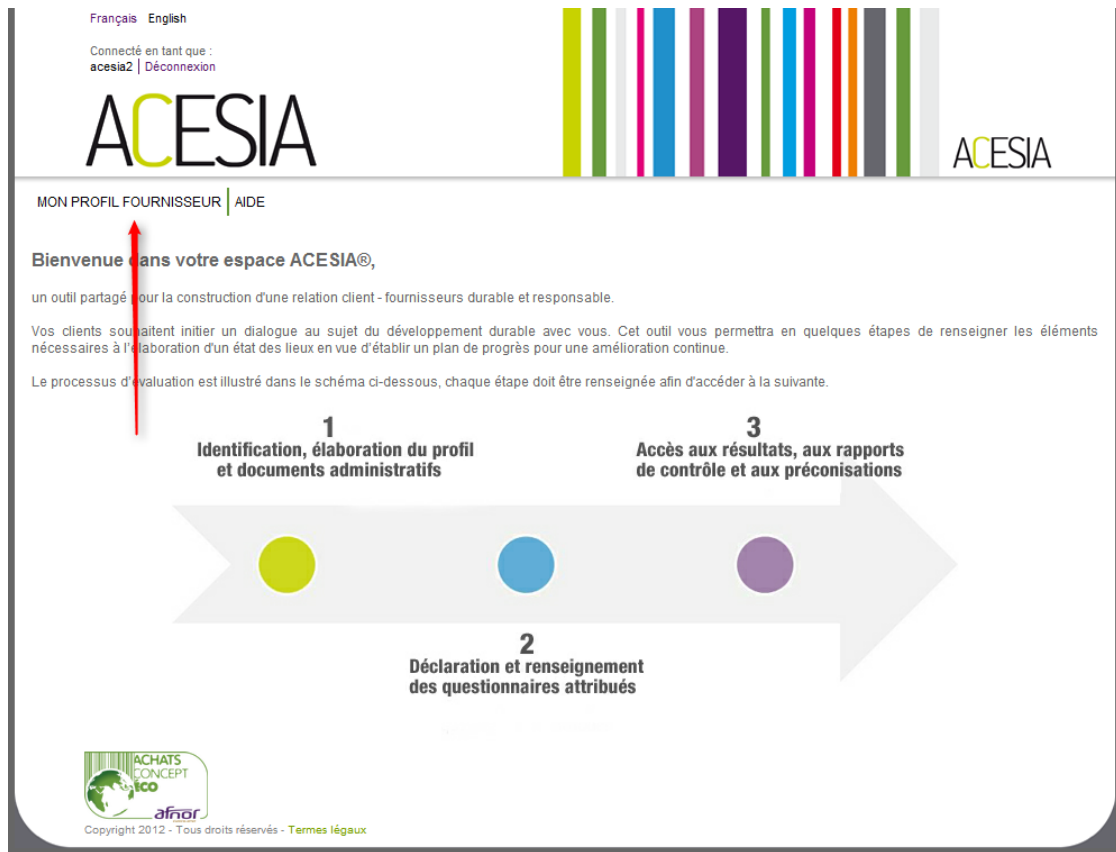 Français English
Connecté en tant que :
acesia2 | Déconnexion
ACESIA
ACESIA
MON PROFIL FOURNISSEUR | AIDE
Bienvenue dans votre espace ACESIA®,
un outil partagé pour la construction d'une relation client - fournisseurs durable et responsable.
Vos clients souhaitent initier un dialogue au sujet du développement durable avec vous. Cet outil vous permettra en quelques étapes de renseigner les éléments
nécessaires à l'élaboration d'un état des lieux en vue d'établir un plan de progrès pour une amélioration continue.
Le processus d'évaluation est illustré dans le schéma ci-dessous, chaque étape doit être renseignée afin d'accéder à la suivante.
1
Identification, élaboration du profil
et documents administratifs
3
Accès aux résultats, aux rapports
de contrôle et aux préconisations
2
Déclaration et renseignement
des questionnaires attribués
ACHATS
CONCEPT
éco
afnor
Copyright 2012 - Tous droits réservés - Termes légaux